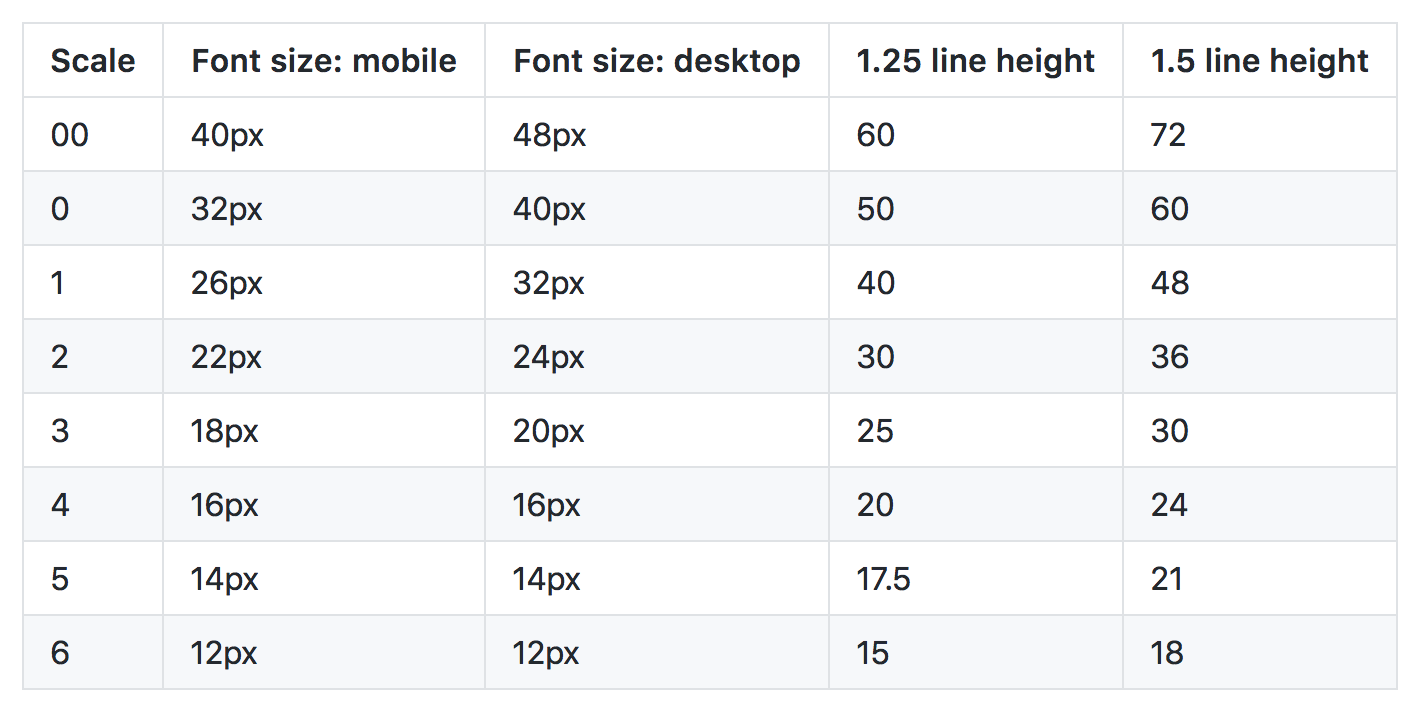 Scale Font size: mobile Font size: desktop 1.25 line height 1.5 line height
00 40px 48px 60 72
0 32px 40px 50 60
1 26px 32px 40 48
2 22px 24px 30 36
3 18px 20px 25 30
4 16px 16px 20 24
5 14px 14px 17.5 21
6 12px 12px 15 18